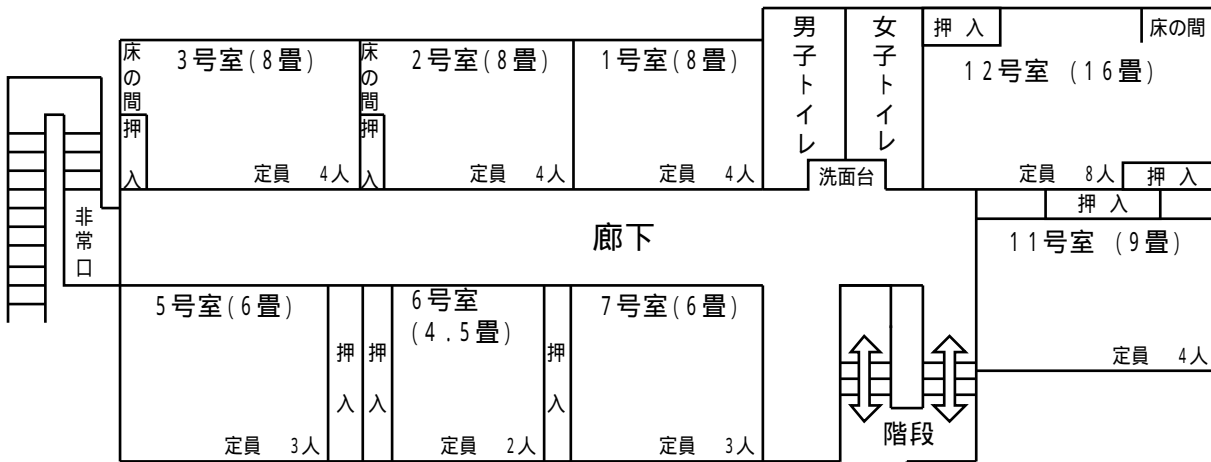 床の間
3号室(8畳)
押入
定員 4人
床の間
2号室(8畳)
押入
定員 4人
1号室(8畳)
定員 4人
男子トイレ
女子トイレ
洗面台
押入
床の間
12号室 (16畳)
定員 8人
押入
非常口
廊下
押入
11号室 (9畳)
定員 4人
5号室(6畳)
押入
定員 3人
押入
6号室
(4.5畳)
押入
定員 2人
7号室(6畳)
定員 3人
階段